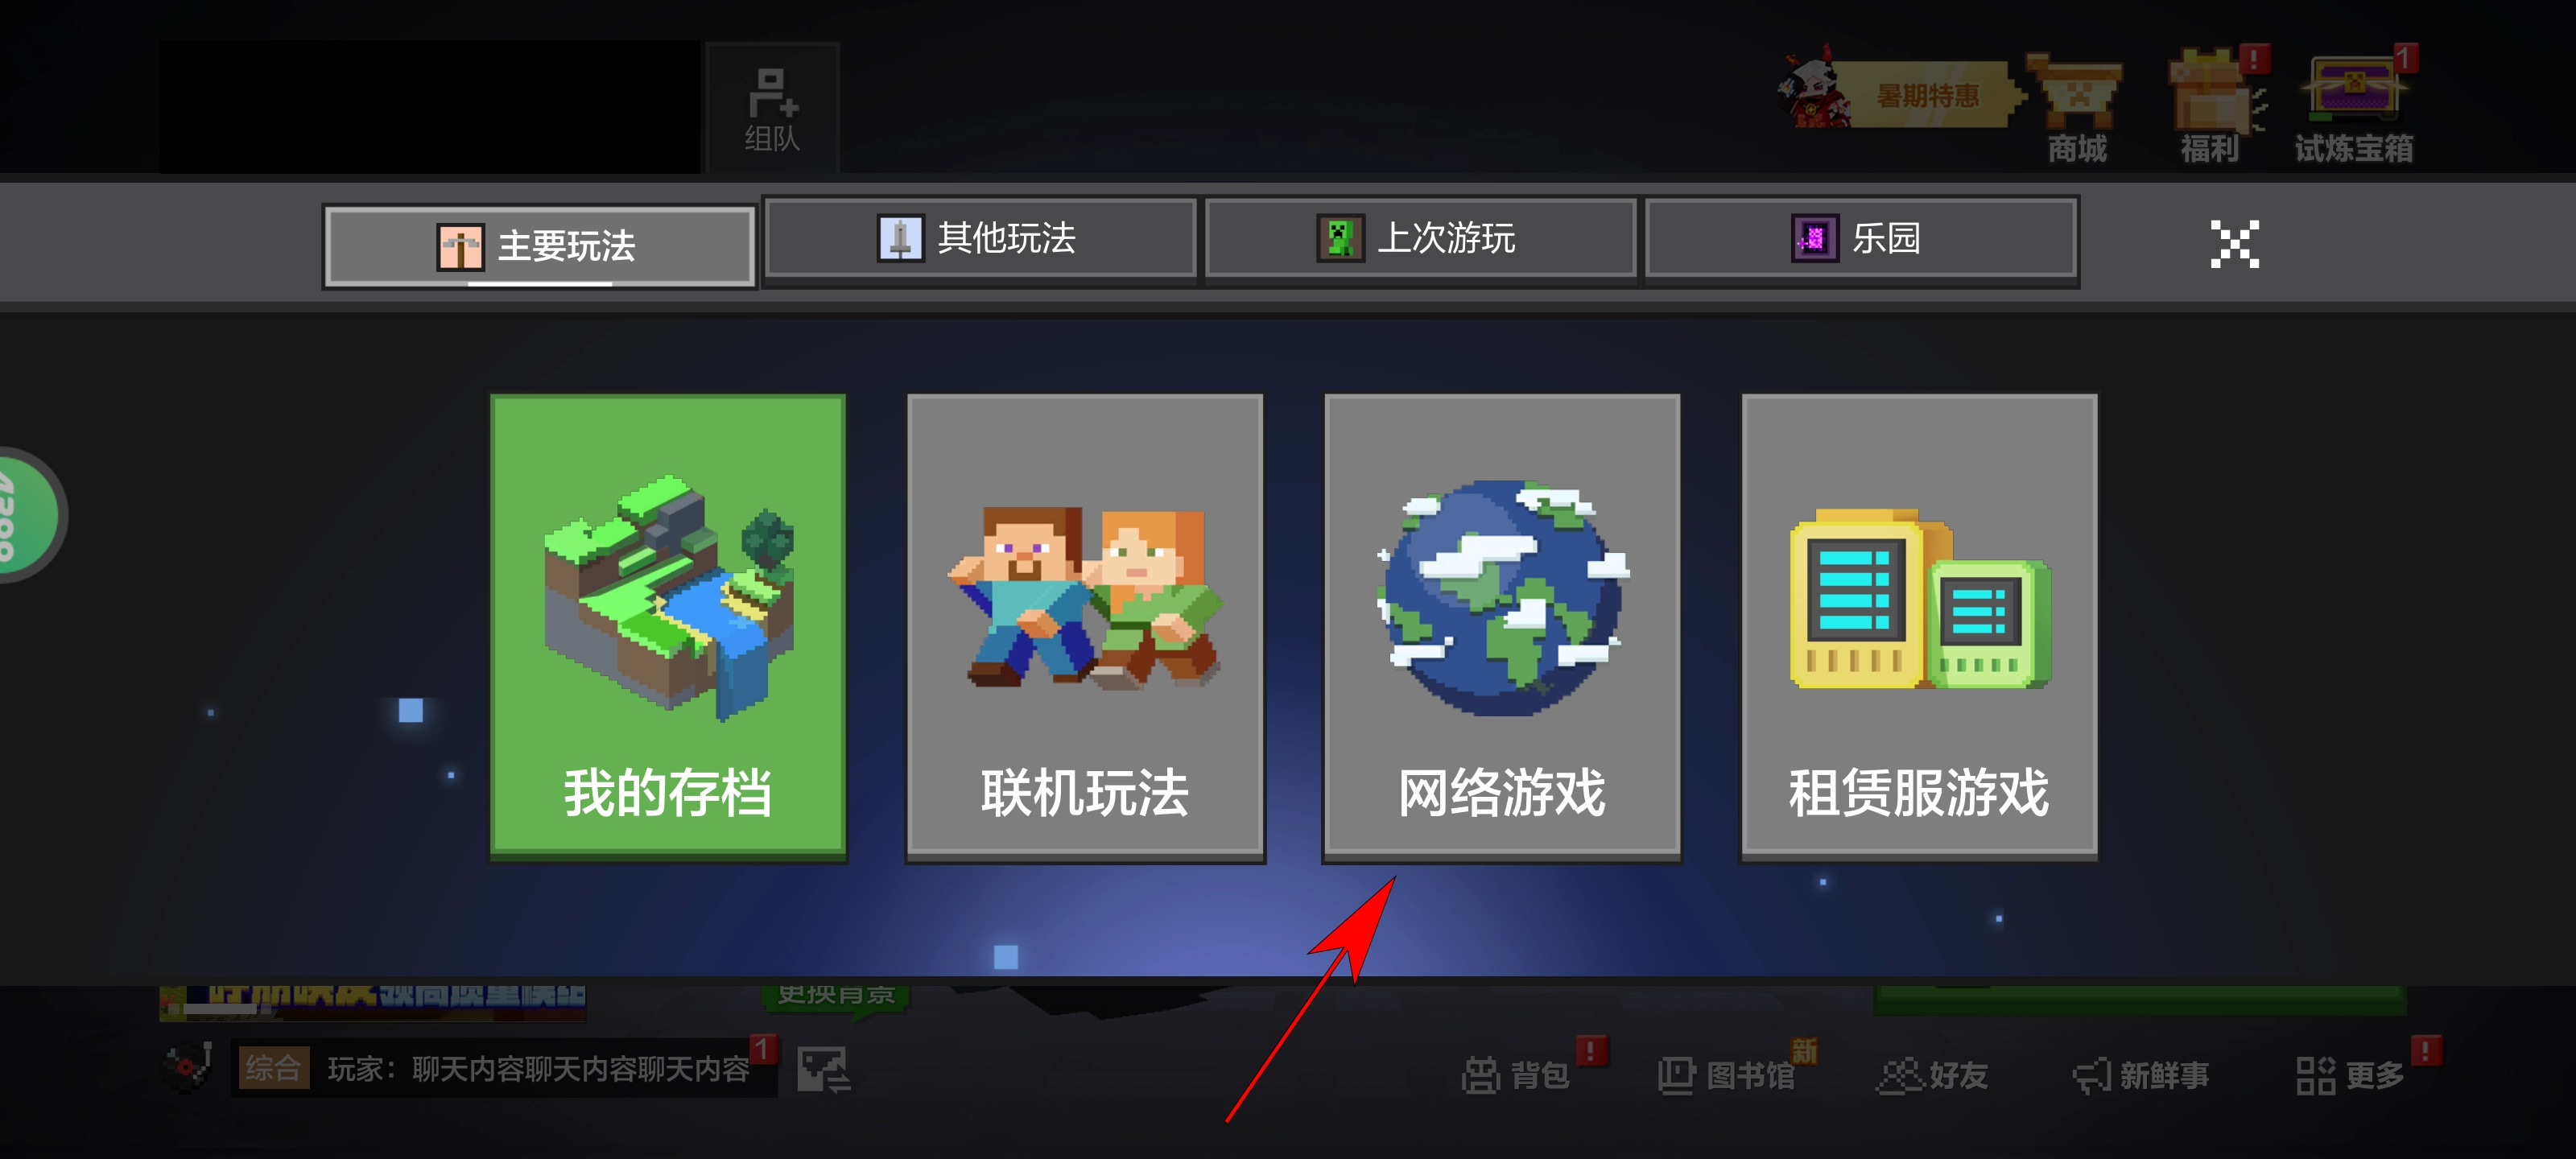 组队
暑期特惠
商城
福利
!
试炼宝箱
1
主要玩法
其他玩法
上次游玩
乐园
我的存档
联机玩法
网络游戏
租赁服游戏
更换背景
综合
玩家：聊天内容聊天内容聊天内容
1
背包
!
图书馆
新
好友
新鲜事
更多
!